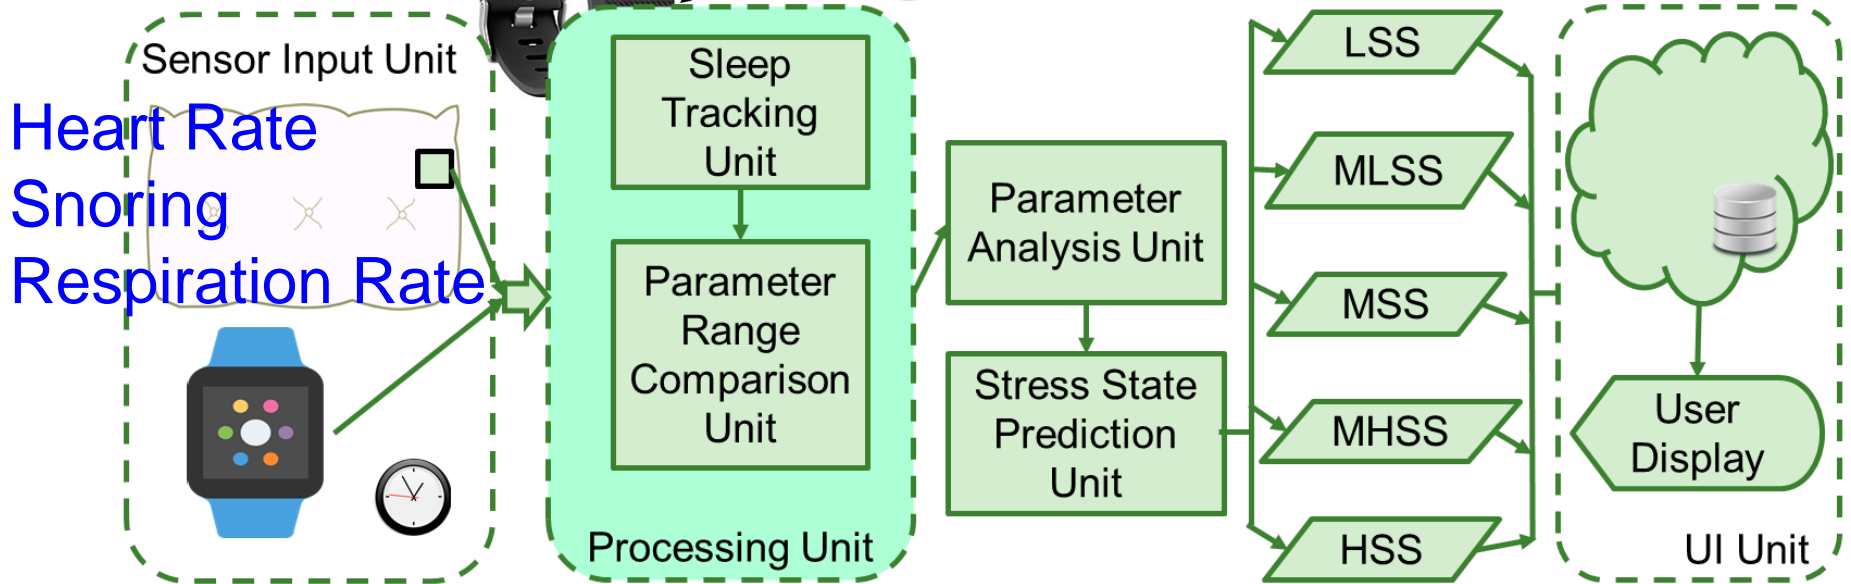 Sensor Input Unit
Heart Rate
Snoring
Respiration Rate
Sleep
Tracking
Unit
Parameter
Range
Comparison
Unit
Processing Unit
Parameter
Analysis Unit
Stress State
Prediction
Unit
LSS
MLSS
MSS
MHSS
HSS
User
Display
UI Unit